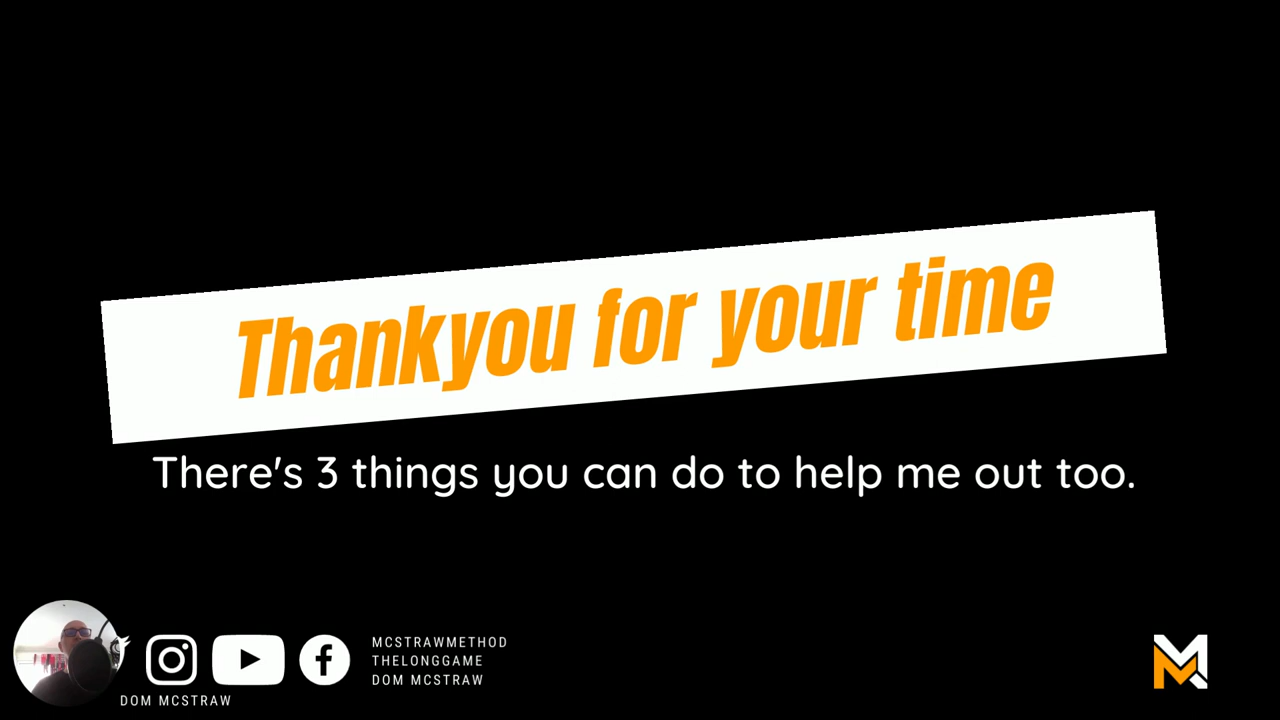 Thankyou for your time
There's 3 things you can do to help me out too.
MCSTRAWMETHOD
THELONGGAME
DOM MCSTRAW
DOM MCSTRAW